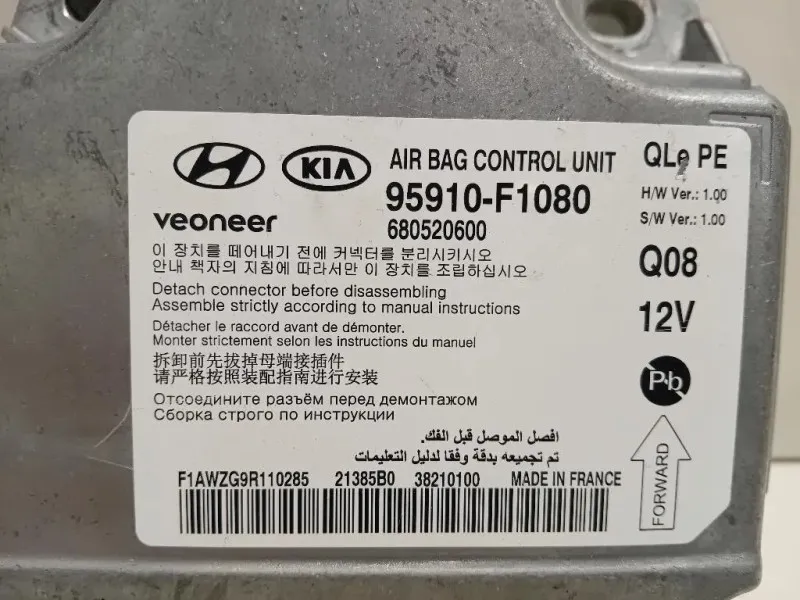 KIA
AIR BAG CONTROL UNIT
QLe PE
95910-F1080
H/W Ver.: 1.00
S/W Ver.: 1.00
veoneer
680520600
이 장치를 떼어내기 전에 커넥터를 분리시키시오
안내 책자의 지침에 따라서만 이 장치를 조립하십시오
Q08
Detach connector before disassembling
Assemble strictly according to manual instructions
12V
Détacher le raccord avant de démonter.
Monter strictement selon les instructions du manuel
拆卸前先拔掉母端接插件
请严格按照装配指南进行安装
Pb
Отсоедините разъём перед демонтажом
Сборка строго по инструкции
افصل الموصل قبل الفك.
تم تجميعه بدقة وفقا لدليل التعليمات
FORWARD
F1AWZG9R110285 21385B0 38210100 MADE IN FRANCE